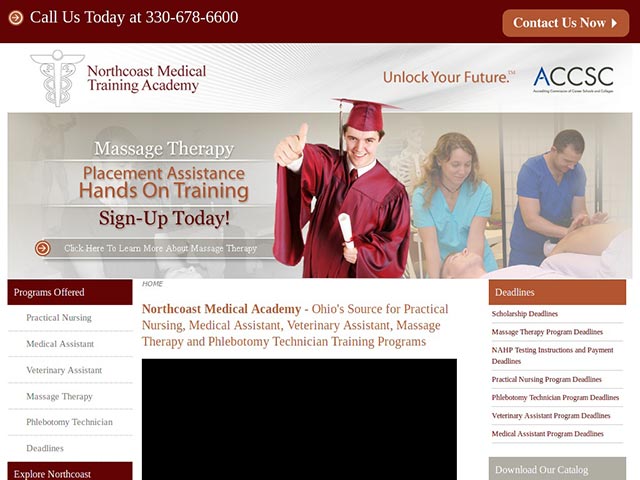 Call Us Today at 330-678-6600
Contact Us Now
Northcoast Medical
Training Academy
Unlock Your Future.™
ACCSC
Accrediting Commission of Career Schools and Colleges
Massage Therapy
Placement Assistance
Hands On Training
Sign-Up Today!
Click Here To Learn More About Massage Therapy
Programs Offered
Practical Nursing
Medical Assistant
Veterinary Assistant
Massage Therapy
Phlebotomy Technician
Deadlines
Explore Northcoast
HOME
Northcoast Medical Academy - Ohio's Source for Practical
Nursing, Medical Assistant, Veterinary Assistant, Massage
Therapy and Phlebotomy Technician Training Programs
Deadlines
Scholarship Deadlines
Massage Therapy Program Deadlines
NAHP Testing Instructions and Payment
Deadlines
Practical Nursing Program Deadlines
Phlebotomy Technician Program Deadlines
Veterinary Assistant Program Deadlines
Medical Assistant Program Deadlines
Download Our Catalog